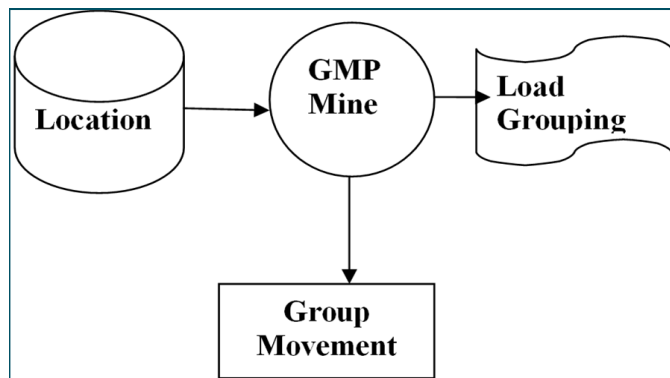 Location
GMP
Mine
Load
Grouping
Group
Movement